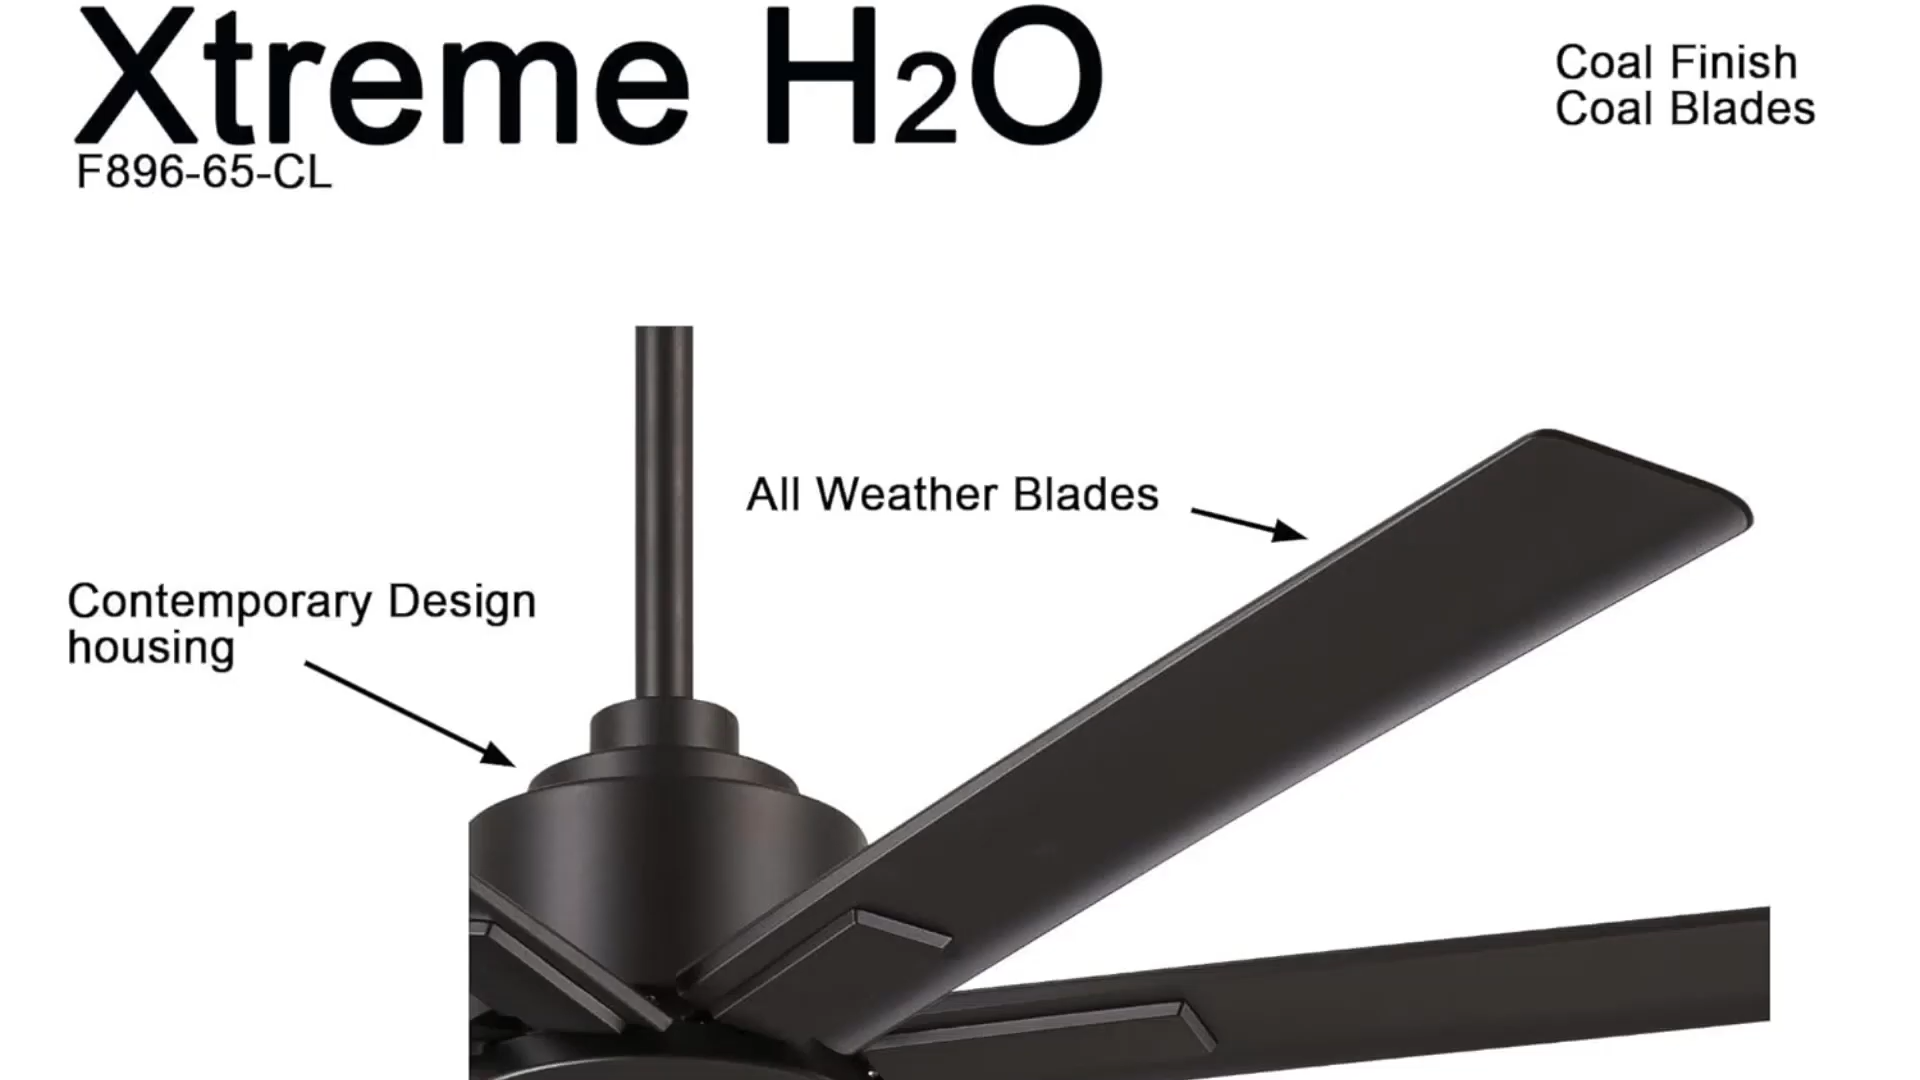 Xtreme H2O
F896-65-CL
Coal Finish
Coal Blades
All Weather Blades
Contemporary Design
housing